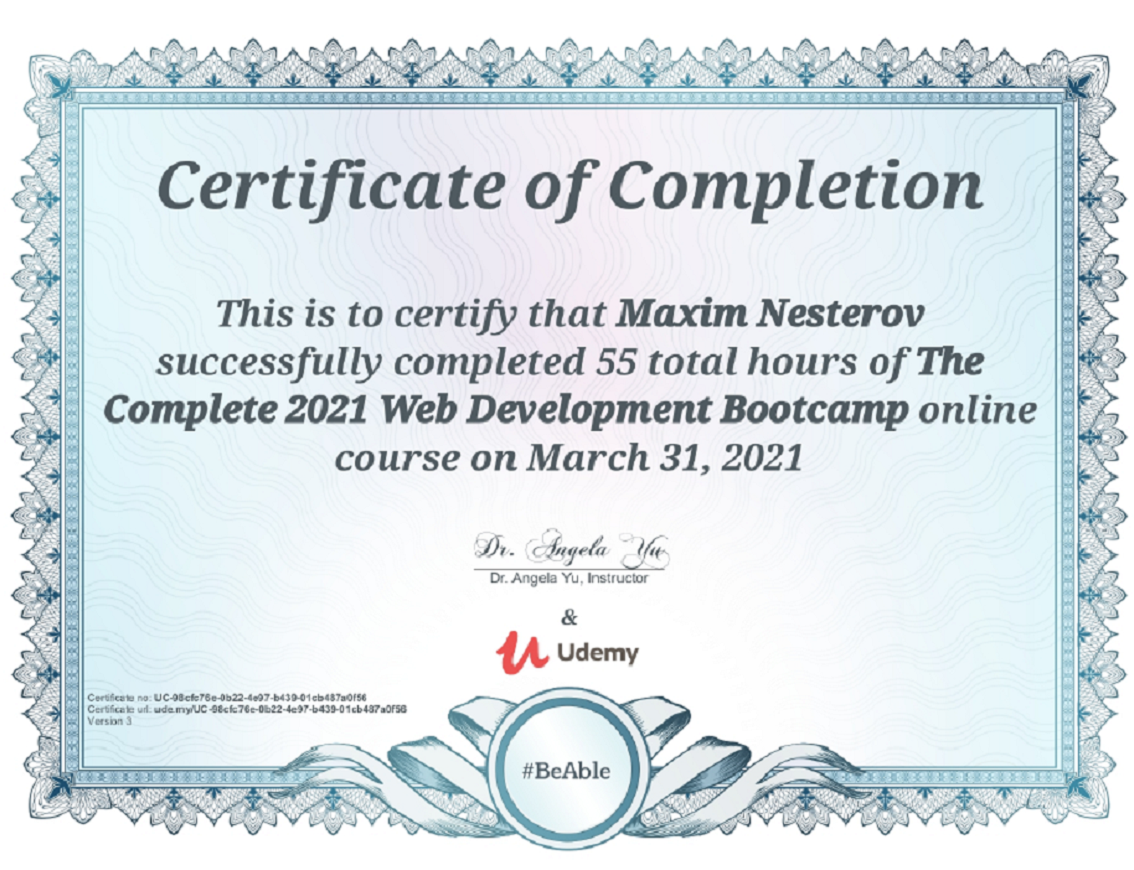 Certificate of Completion
This is to certify that Maxim Nesterov
successfully completed 55 total hours of The
Complete 2021 Web Development Bootcamp online
course on March 31, 2021
Dr. Angela Yu
Dr. Angela Yu, Instructor
&
Udemy
Certificate no: UC-98cfc76e-0b22-4e97-b439-01cb487a0f56
Certificate url: ude.my/UC-98cfc76e-0b22-4e97-b439-01cb487a0f56
Version 3
#BeAble